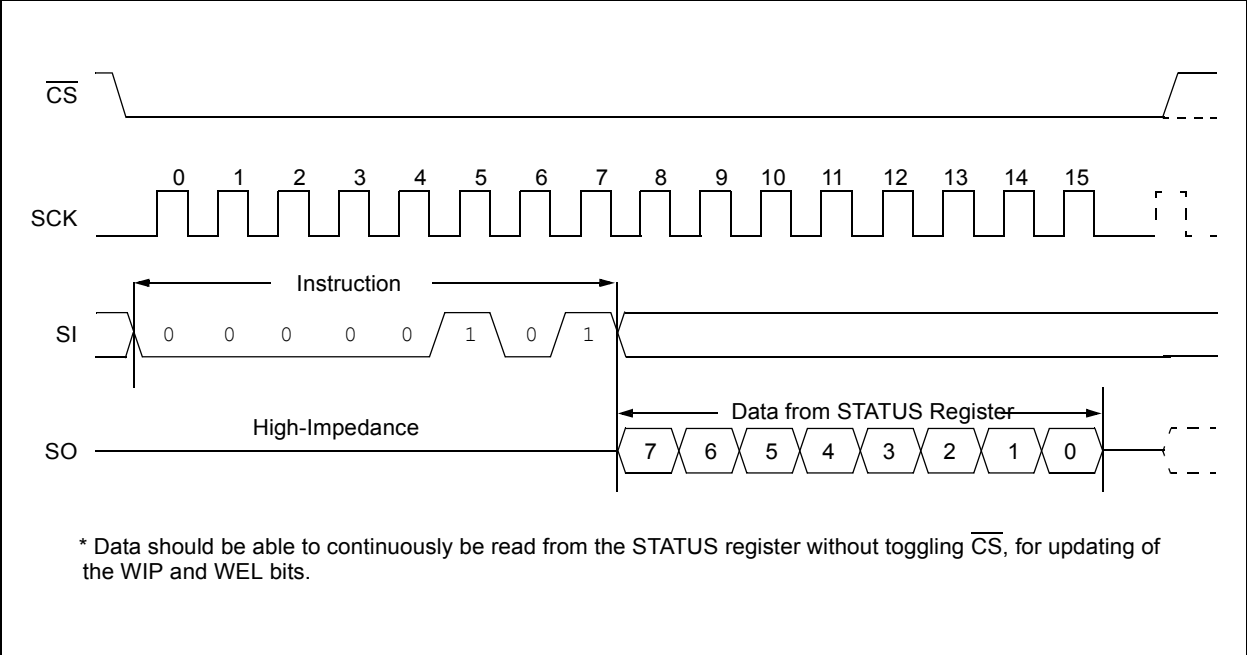 CS
0 1 2 3 4 5 6 7 8 9 10 11 12 13 14 15
SCK
Instruction
SI 0 0 0 0 0 1 0 1
Data from STATUS Register
High-Impedance
SO 7 6 5 4 3 2 1 0
* Data should be able to continuously be read from the STATUS register without toggling CS, for updating of
the WIP and WEL bits.